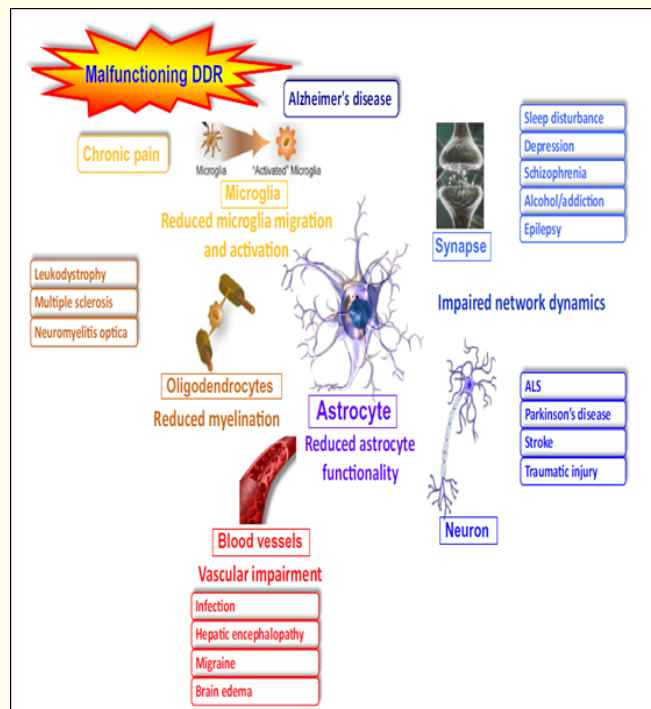 Malfunctioning DDR
Alzheimer's disease
Chronic pain
Microglia
"Activated" Microglia
Microglia
Reduced microglia migration
and activation
Synapse
Sleep disturbance
Depression
Schizophrenia
Alcohol/addiction
Epilepsy
Leukodystrophy
Multiple sclerosis
Neuromyelitis optica
Impaired network dynamics
Oligodendrocytes
Reduced myelination
Astrocyte
Reduced astrocyte
functionality
ALS
Parkinson's disease
Stroke
Traumatic injury
Neuron
Blood vessels
Vascular impairment
Infection
Hepatic encephalopathy
Migraine
Brain edema